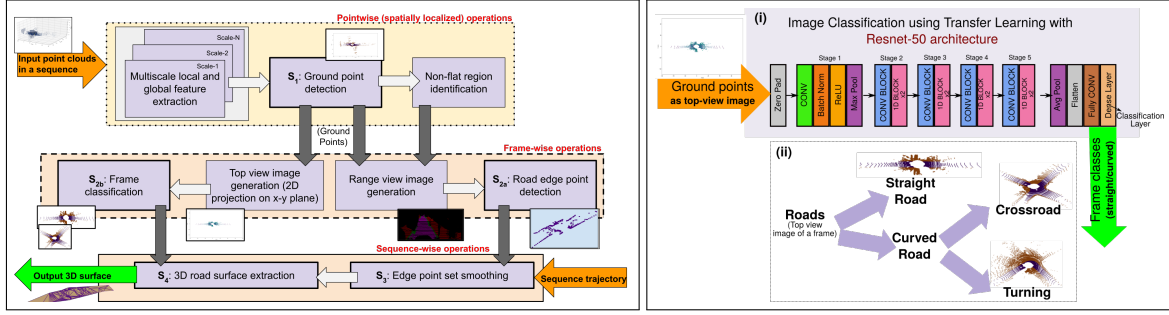 Pointwise (spatially localized) operations
Input point clouds
in a sequence
Scale-N
Scale-2
Scale-1
Multiscale local and
global feature
extraction
S1: Ground point
detection
Non-flat region
identification
(Ground
Points)
Frame-wise operations
S2b: Frame
classification
Top view image
generation (2D
projection on x-y plane)
Range view image
generation
S2a: Road edge point
detection
Sequence-wise operations
Output 3D surface
S4: 3D road surface extraction
S3: Edge point set smoothing
Sequence trajectory
(i)
Image Classification using Transfer Learning with
Resnet-50 architecture
Ground points
as top-view image
Stage 1
Stage 2
Stage 3
Stage 4
Stage 5
Zero Pad
CONV
Batch Norm
ReLU
Max Pool
CONV BLOCK
1D BLOCK
x2
CONV BLOCK
1D BLOCK
x2
CONV BLOCK
1D BLOCK
x2
CONV BLOCK
1D BLOCK
x2
Avg Pool
Flatten
Fully CONV
Dense Layer
Classification
Layer
Frame classes
(straight/curved)
(ii)
Straight
Road
Crossroad
Roads
(Top view
image of a frame)
Curved
Road
Turning